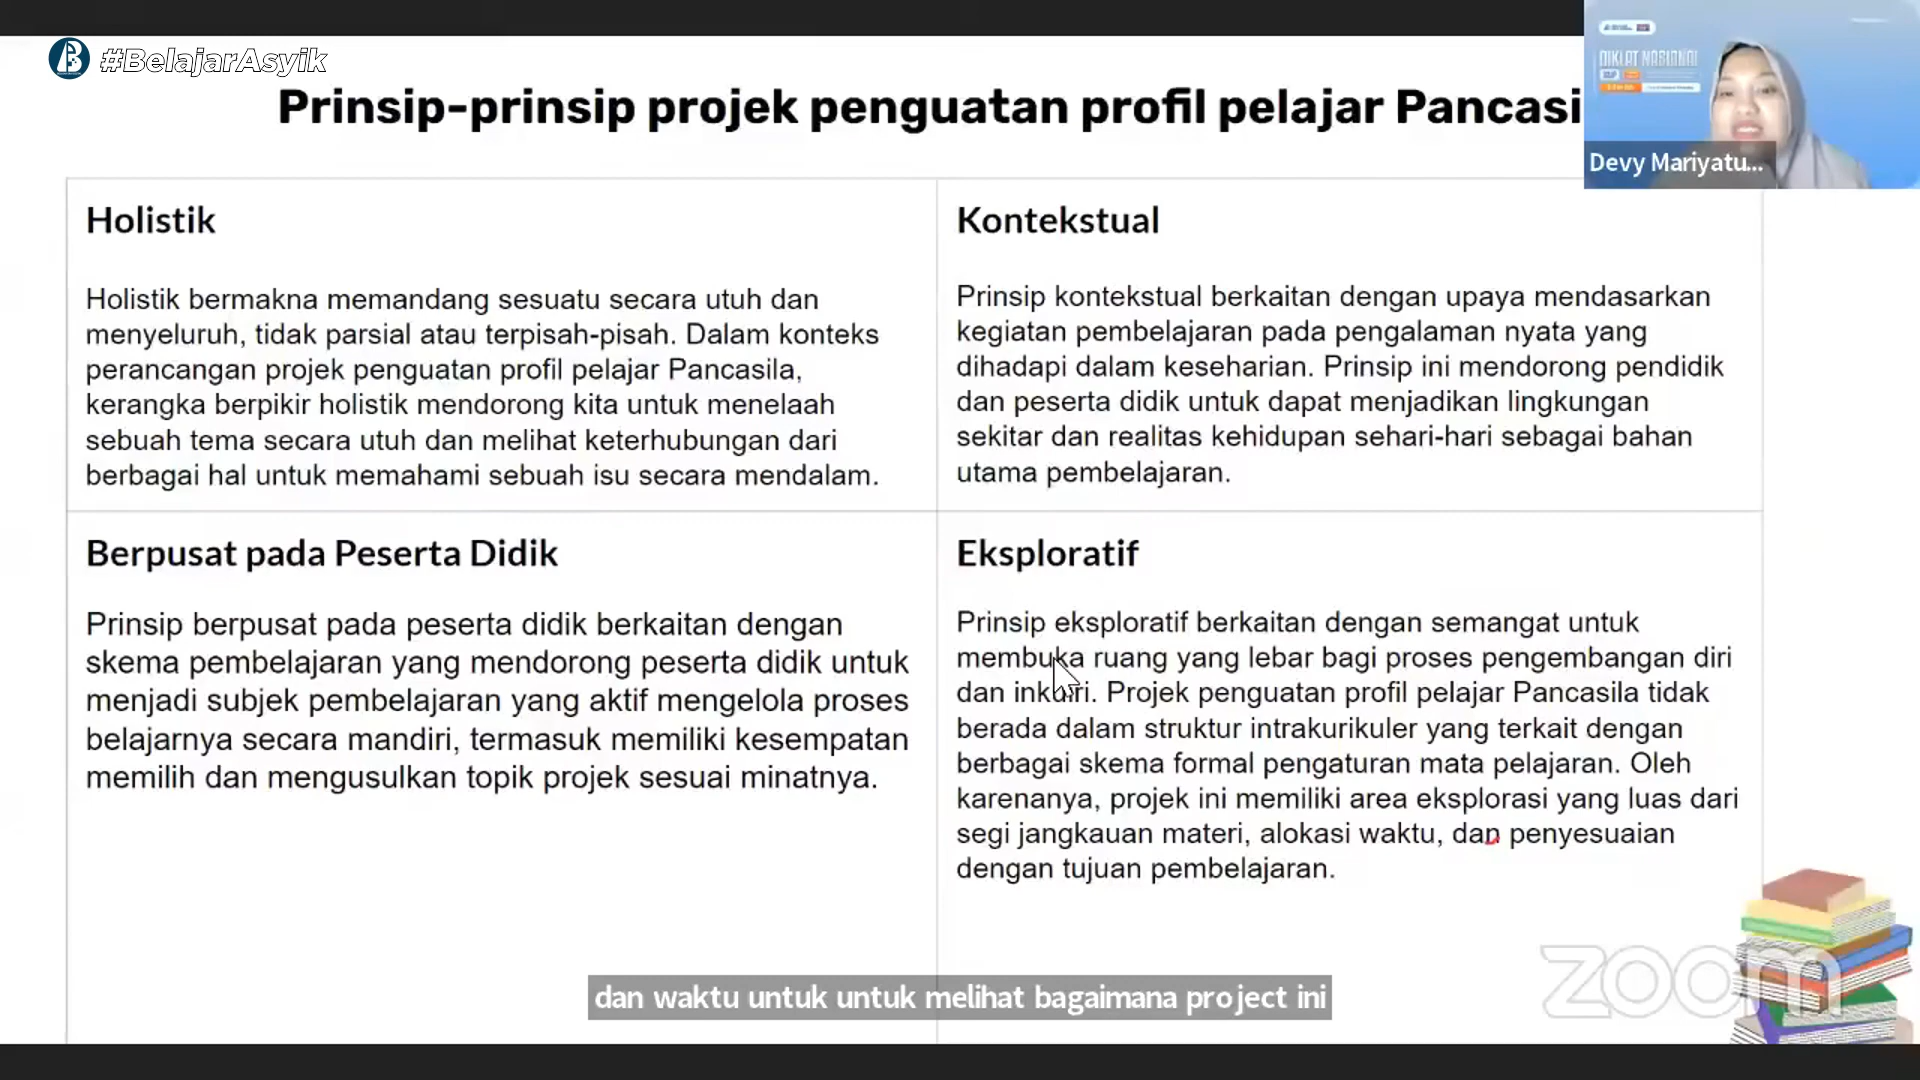 #BelajarAsyik
Prinsip-prinsip projek penguatan profil pelajar Pancasi
DIKLAT NASIONAL
Devy Mariyatu...
Holistik
Holistik bermakna memandang sesuatu secara utuh dan
menyeluruh, tidak parsial atau terpisah-pisah. Dalam konteks
perancangan projek penguatan profil pelajar Pancasila,
kerangka berpikir holistik mendorong kita untuk menelaah
sebuah tema secara utuh dan melihat keterhubungan dari
berbagai hal untuk memahami sebuah isu secara mendalam.
Kontekstual
Prinsip kontekstual berkaitan dengan upaya mendasarkan
kegiatan pembelajaran pada pengalaman nyata yang
dihadapi dalam keseharian. Prinsip ini mendorong pendidik
dan peserta didik untuk dapat menjadikan lingkungan
sekitar dan realitas kehidupan sehari-hari sebagai bahan
utama pembelajaran.
Berpusat pada Peserta Didik
Prinsip berpusat pada peserta didik berkaitan dengan
skema pembelajaran yang mendorong peserta didik untuk
menjadi subjek pembelajaran yang aktif mengelola proses
belajarnya secara mandiri, termasuk memiliki kesempatan
memilih dan mengusulkan topik projek sesuai minatnya.
Eksploratif
Prinsip eksploratif berkaitan dengan semangat untuk
membuka ruang yang lebar bagi proses pengembangan diri
dan inkuiri. Projek penguatan profil pelajar Pancasila tidak
berada dalam struktur intrakurikuler yang terkait dengan
berbagai skema formal pengaturan mata pelajaran. Oleh
karenanya, projek ini memiliki area eksplorasi yang luas dari
segi jangkauan materi, alokasi waktu, dan penyesuaian
dengan tujuan pembelajaran.
zoom
dan waktu untuk untuk melihat bagaimana project ini